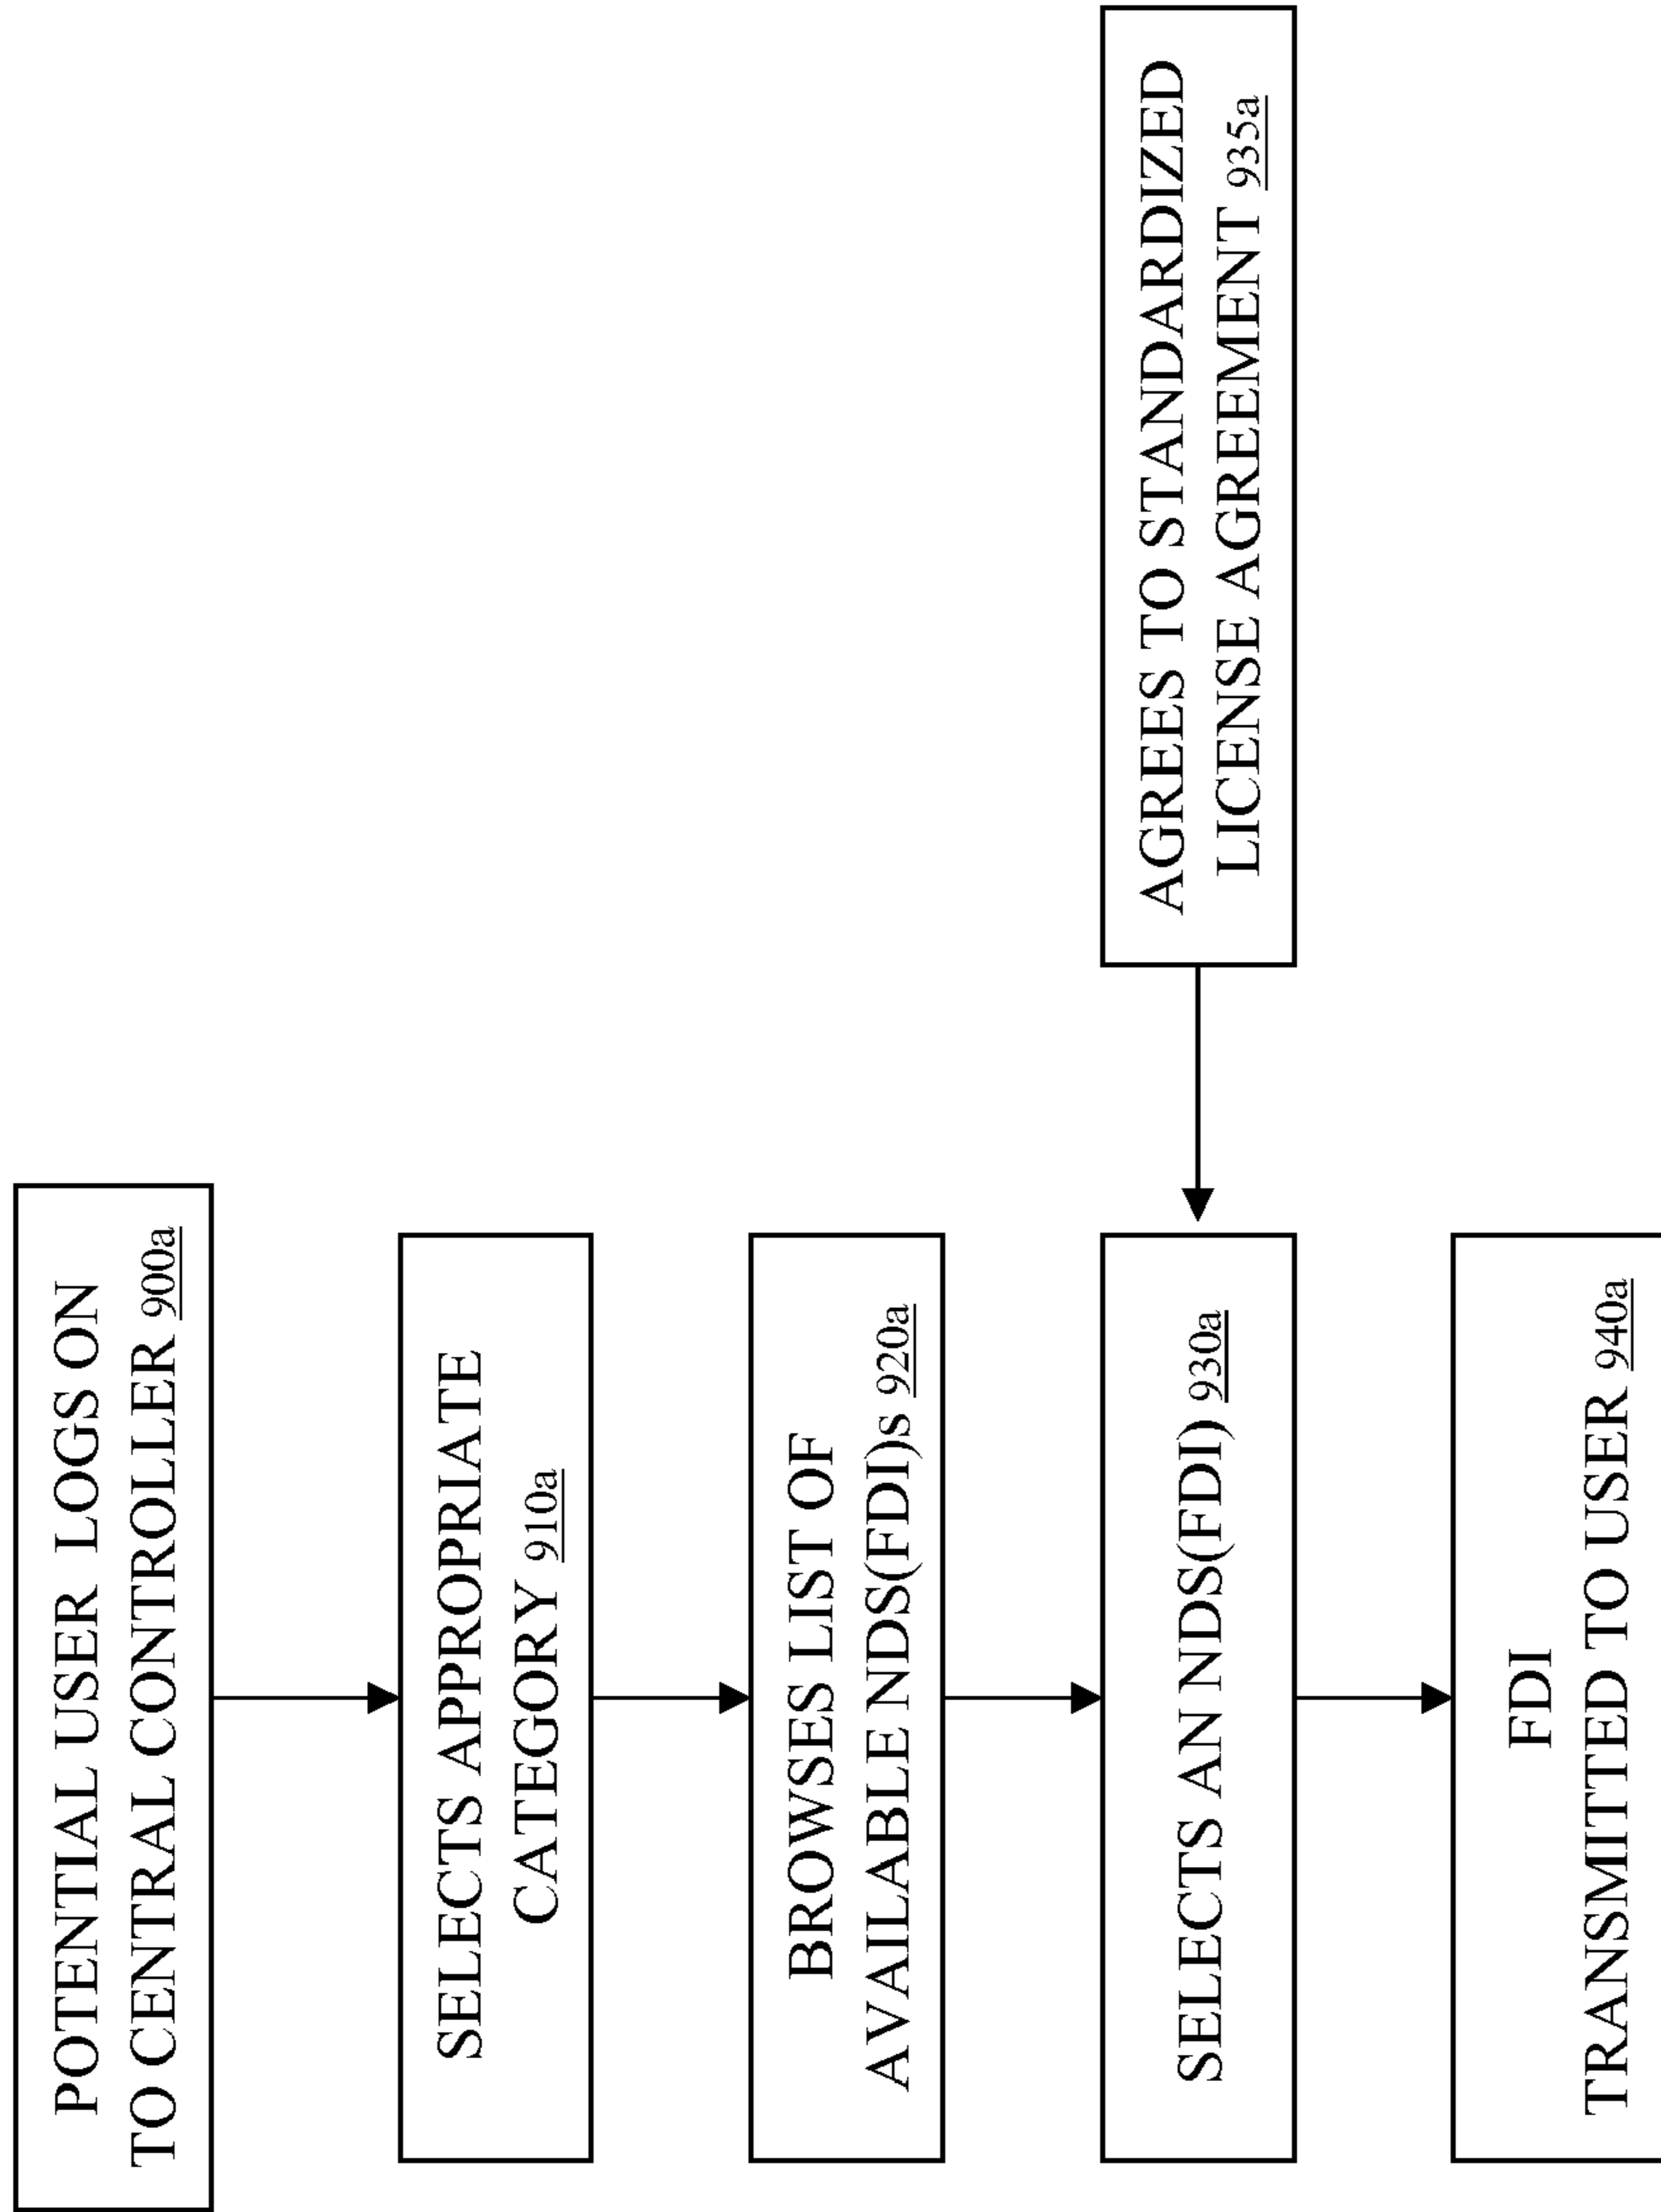 POTENTIAL USER LOGS ON
TO CENTRAL CONTROLLER 900a
SELECTS APPROPRIATE
CATEGORY 910a
BROWSES LIST OF
AVAILABLE NDS(FDI)s 920a
SELECTS AN NDS(FDI) 930a
AGREES TO STANDARDIZED
LICENSE AGREEMENT 935a
FDI
TRANSMITTED TO USER 940a